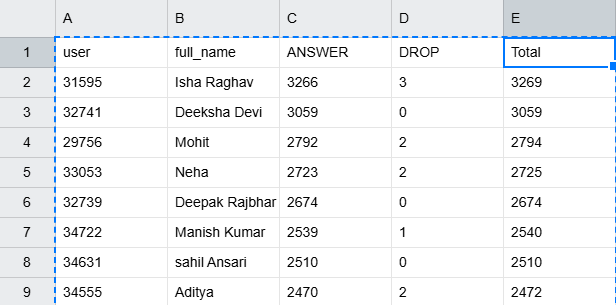 A B C D E
1 user full_name ANSWER DROP Total
2 31595 Isha Raghav 3266 3 3269
3 32741 Deeksha Devi 3059 0 3059
4 29756 Mohit 2792 2 2794
5 33053 Neha 2723 2 2725
6 32739 Deepak Rajbhar 2674 0 2674
7 34722 Manish Kumar 2539 1 2540
8 34631 sahil Ansari 2510 0 2510
9 34555 Aditya 2470 2 2472